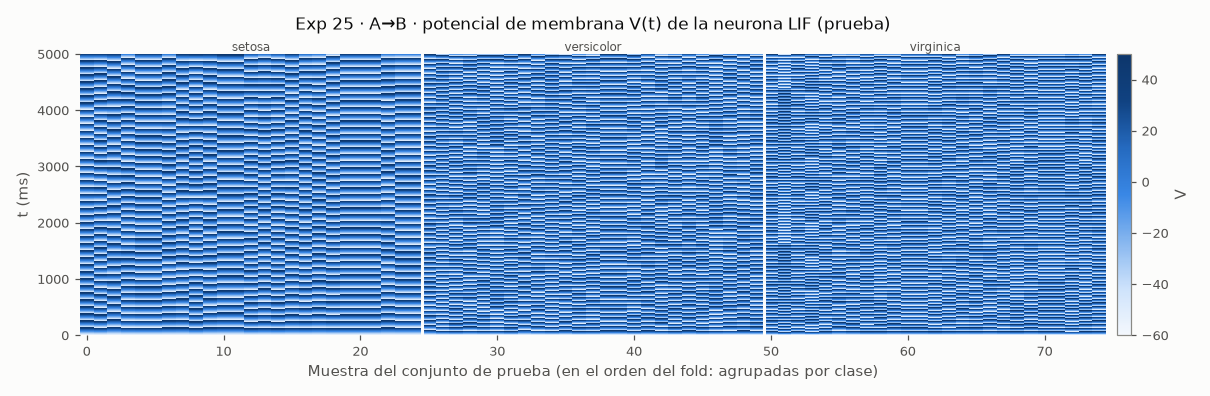 Exp 25 · A→B · potencial de membrana V(t) de la neurona LIF (prueba)
setosa versicolor virginica
5000
4000
3000
2000
1000
0
t (ms)
0 10 20 30 40 50 60 70
Muestra del conjunto de prueba (en el orden del fold: agrupadas por clase)
40
20
0
−20
−40
−60
V